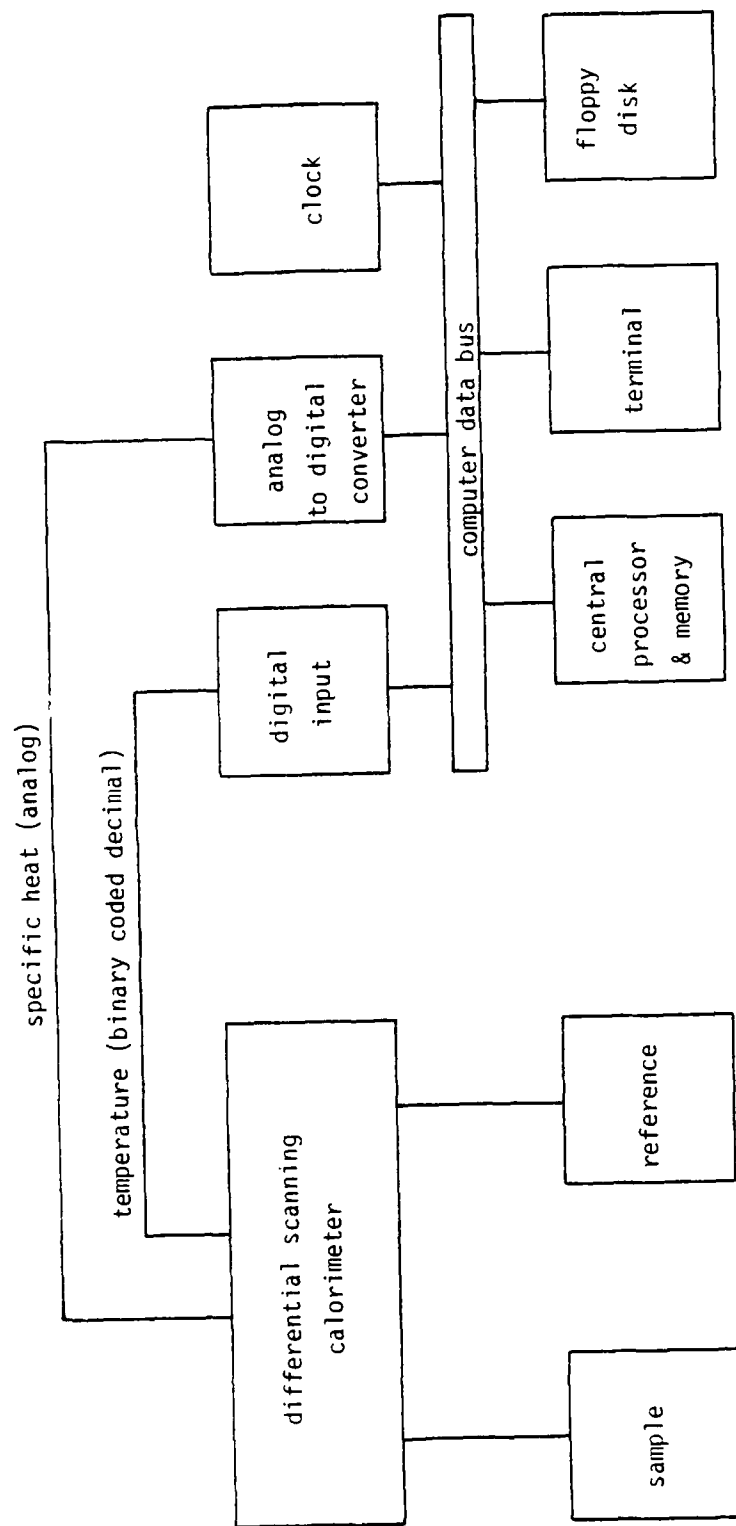 specific heat (analog)
temperature (binary coded decimal)
differential scanning
calorimeter
sample
reference
digital
input
analog
to digital
converter
clock
computer data bus
central
processor
& memory
terminal
floppy
disk